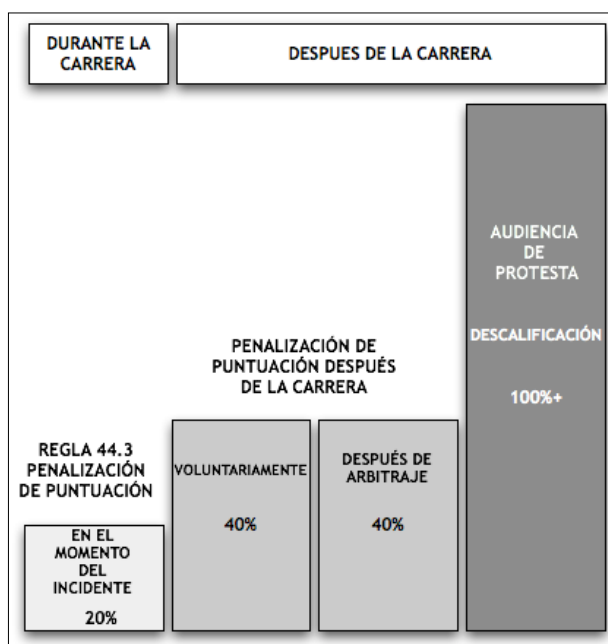 DURANTE LA
CARRERA
DESPUES DE LA CARRERA
AUDIENCIA
DE
PROTESTA
DESCALIFICACIÓN
100%+
PENALIZACIÓN DE
PUNTUACIÓN DESPUÉS
DE LA CARRERA
VOLUNTARIAMENTE
40%
DESPUÉS DE
ARBITRAJE
40%
REGLA 44.3
PENALIZACIÓN
DE PUNTUACIÓN
EN EL
MOMENTO
DEL
INCIDENTE
20%